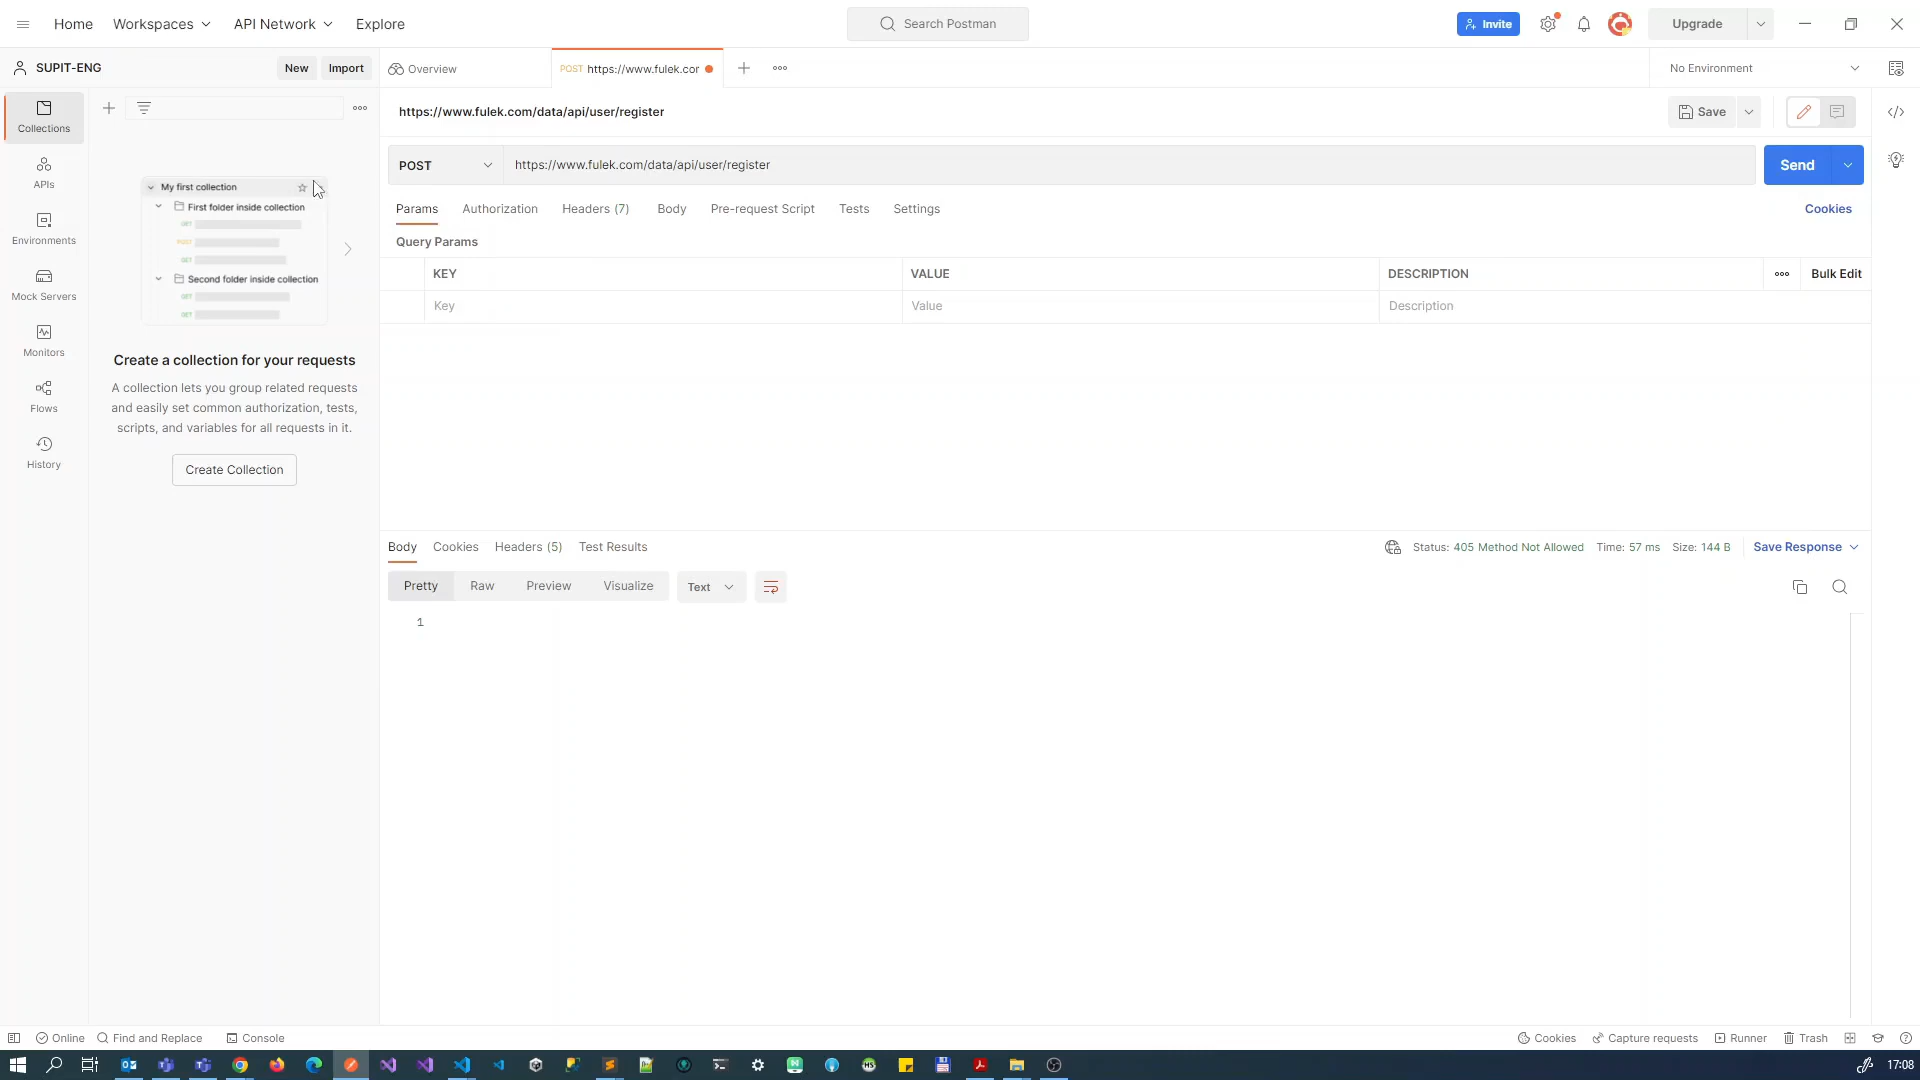 Home
Workspaces
API Network
Explore
Search Postman
Invite
Upgrade
SUPIT-ENG
New
Import
Overview
POST https://www.fulek.cor
No Environment
Collections
APIs
Environments
Mock Servers
Monitors
Flows
History
My first collection
First folder inside collection
GET
POST
GET
Second folder inside collection
GET
GET
Create a collection for your requests
A collection lets you group related requests
and easily set common authorization, tests,
scripts, and variables for all requests in it.
Create Collection
https://www.fulek.com/data/api/user/register
Save
POST
https://www.fulek.com/data/api/user/register
Send
Params
Authorization
Headers (7)
Body
Pre-request Script
Tests
Settings
Cookies
Query Params
KEY
VALUE
DESCRIPTION
Bulk Edit
Key
Value
Description
Body
Cookies
Headers (5)
Test Results
Status: 405 Method Not Allowed
Time: 57 ms
Size: 144 B
Save Response
Pretty
Raw
Preview
Visualize
Text
1
Online
Find and Replace
Console
Cookies
Capture requests
Runner
Trash
17:08